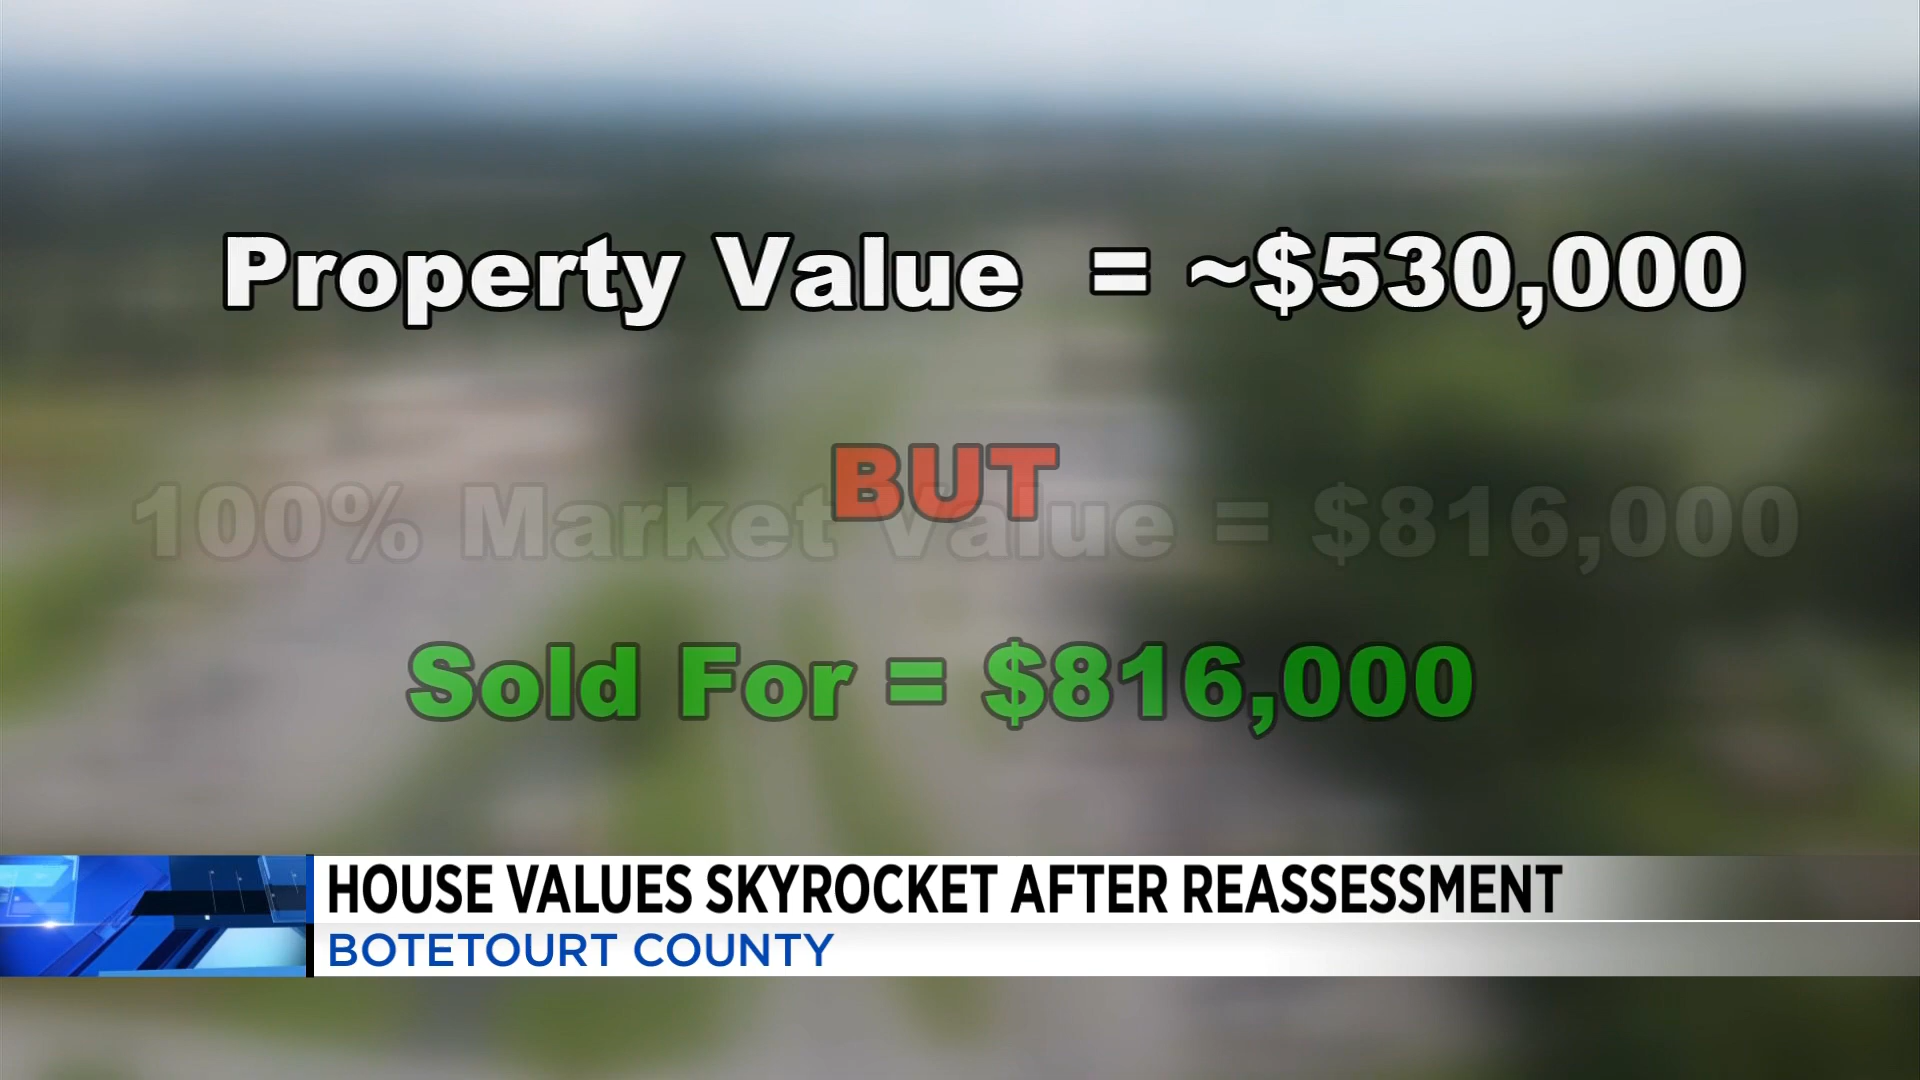 Property Value = ~$530,000
BUT
100% Market Value = $816,000
Sold For = $816,000
HOUSE VALUES SKYROCKET AFTER REASSESSMENT
BOTETOURT COUNTY